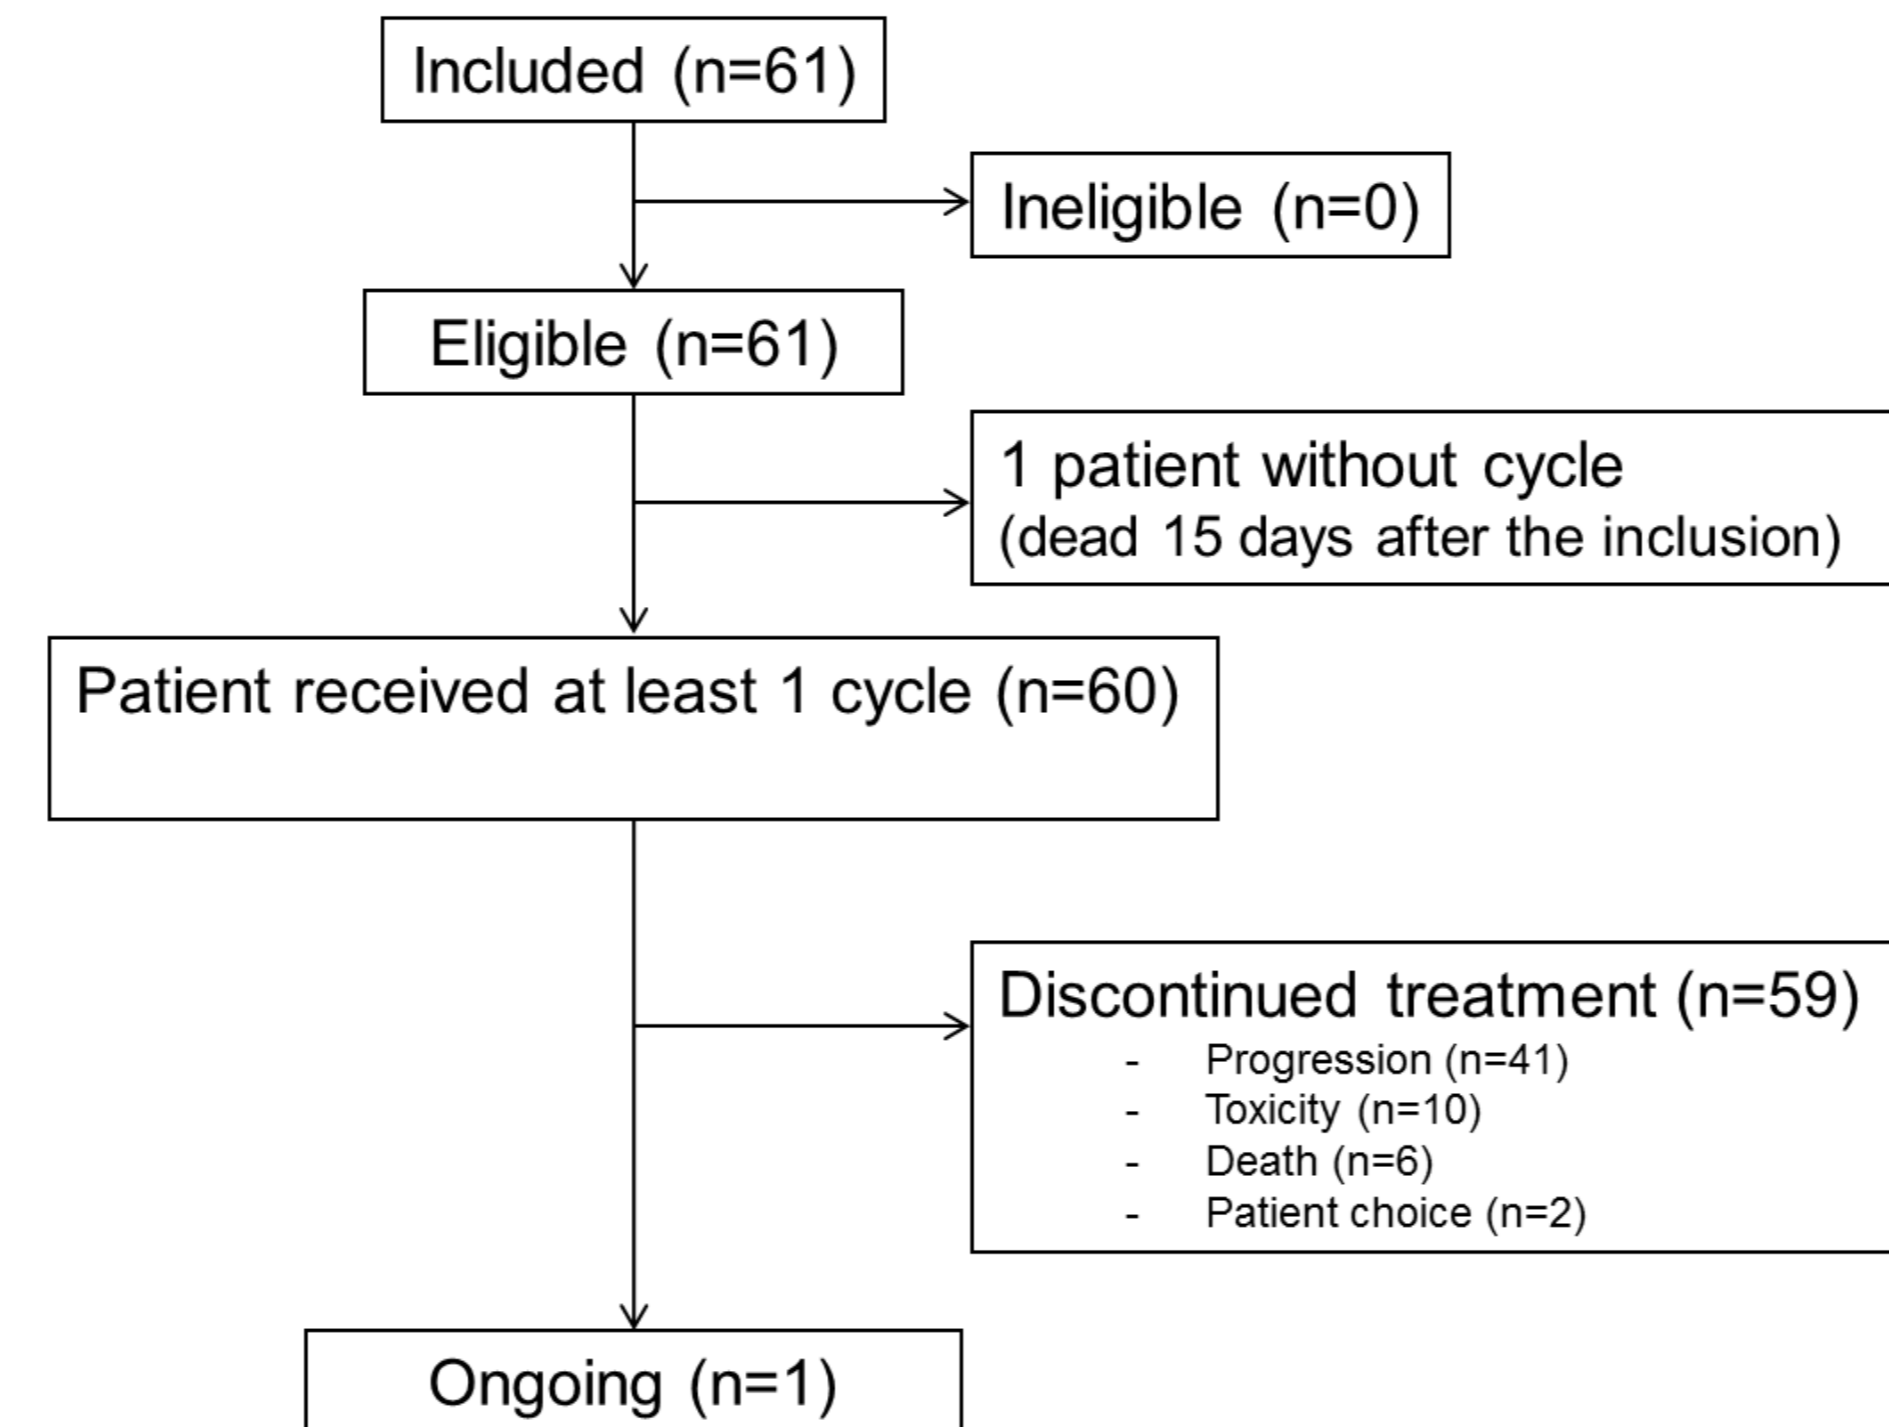 Included (n=61)
Ineligible (n=0)
Eligible (n=61)
1 patient without cycle
(dead 15 days after the inclusion)
Patient received at least 1 cycle (n=60)
Discontinued treatment (n=59)
- Progression (n=41)
- Toxicity (n=10)
- Death (n=6)
- Patient choice (n=2)
Ongoing (n=1)